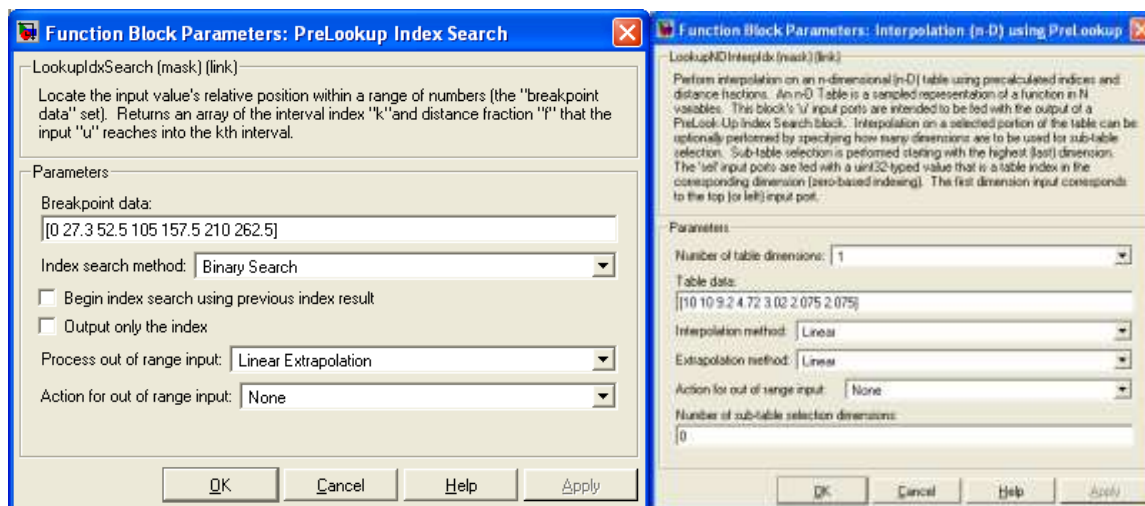 Function Block Parameters: PreLookup Index Search
LookupIdxSearch (mask) (link)
Locate the input value's relative position within a range of numbers (the "breakpoint
data" set). Returns an array of the interval index "k"and distance fraction "f" that the
input "u" reaches into the kth interval.
Parameters
Breakpoint data:
[0 27.3 52.5 105 157.5 210 262.5]
Index search method: Binary Search
Begin index search using previous index result
Output only the index
Process out of range input: Linear Extrapolation
Action for out of range input: None
OK Cancel Help Apply
Function Block Parameters: Interpolation (n-D) using PreLookup
LookupNDInterpIdx (mask) (link)
Perform interpolation on an n-dimensional (n-D) table using precalculated indices and
distance fractions. An n-D Table is a sampled representation of a function in N
variables. This block's 'u' input ports are intended to be fed with the output of a
PreLook-Up Index Search block. Interpolation on a selected portion of the table can be
optionally performed by specifying how many dimensions are to be used for sub-table
selection. Sub-table selection is performed starting with the highest (last) dimension.
The 'sel' input ports are fed with a uint32-typed value that is a table index in the
corresponding dimension (zero-based indexing). The first dimension input corresponds
to the top (or left) input port.
Parameters
Number of table dimensions: 1
Table data:
[10 10 9.2 4.72 3.02 2.075 2.075]
Interpolation method: Linear
Extrapolation method: Linear
Action for out of range input: None
Number of sub-table selection dimensions:
0
OK Cancel Help Apply